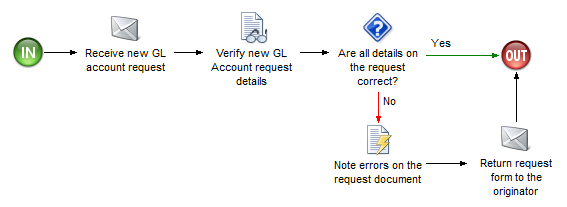 IN
Receive new GL
account request
Verify new GL
Account request
details
Are all details on
the request
correct?
Yes
OUT
No
Note errors on the
request document
Return request
form to the
originator